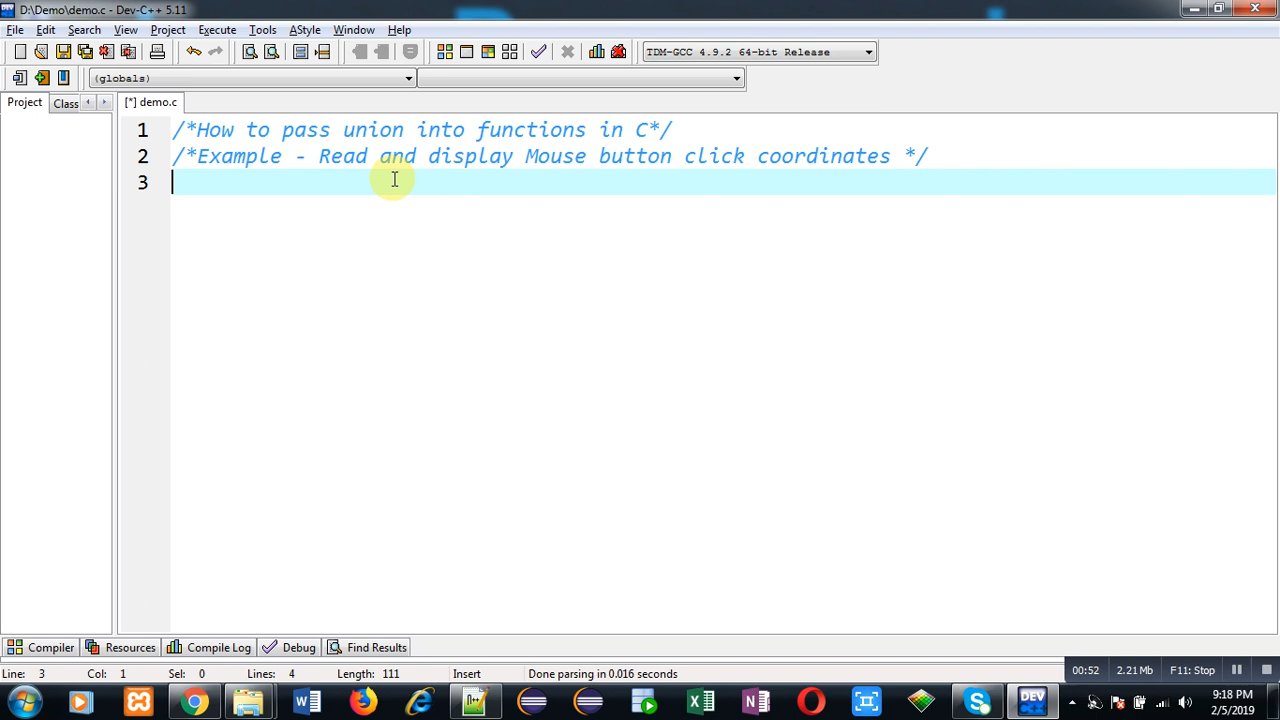 D:\Demo\demo.c - Dev-C++ 5.11
File Edit Search View Project Execute Tools AStyle Window Help
TDM-GCC 4.9.2 64-bit Release
(globals)
Project Class [*] demo.c
1 /*How to pass union into functions in C*/
2 /*Example - Read and display Mouse button click coordinates */
3
Compiler Resources Compile Log Debug Find Results
Line: 3 Col: 1 Sel: 0 Lines: 4 Length: 111 Insert Done parsing in 0.016 seconds
00:52 2.21 Mb F11: Stop
DEV C++
9:18 PM
2/5/2019